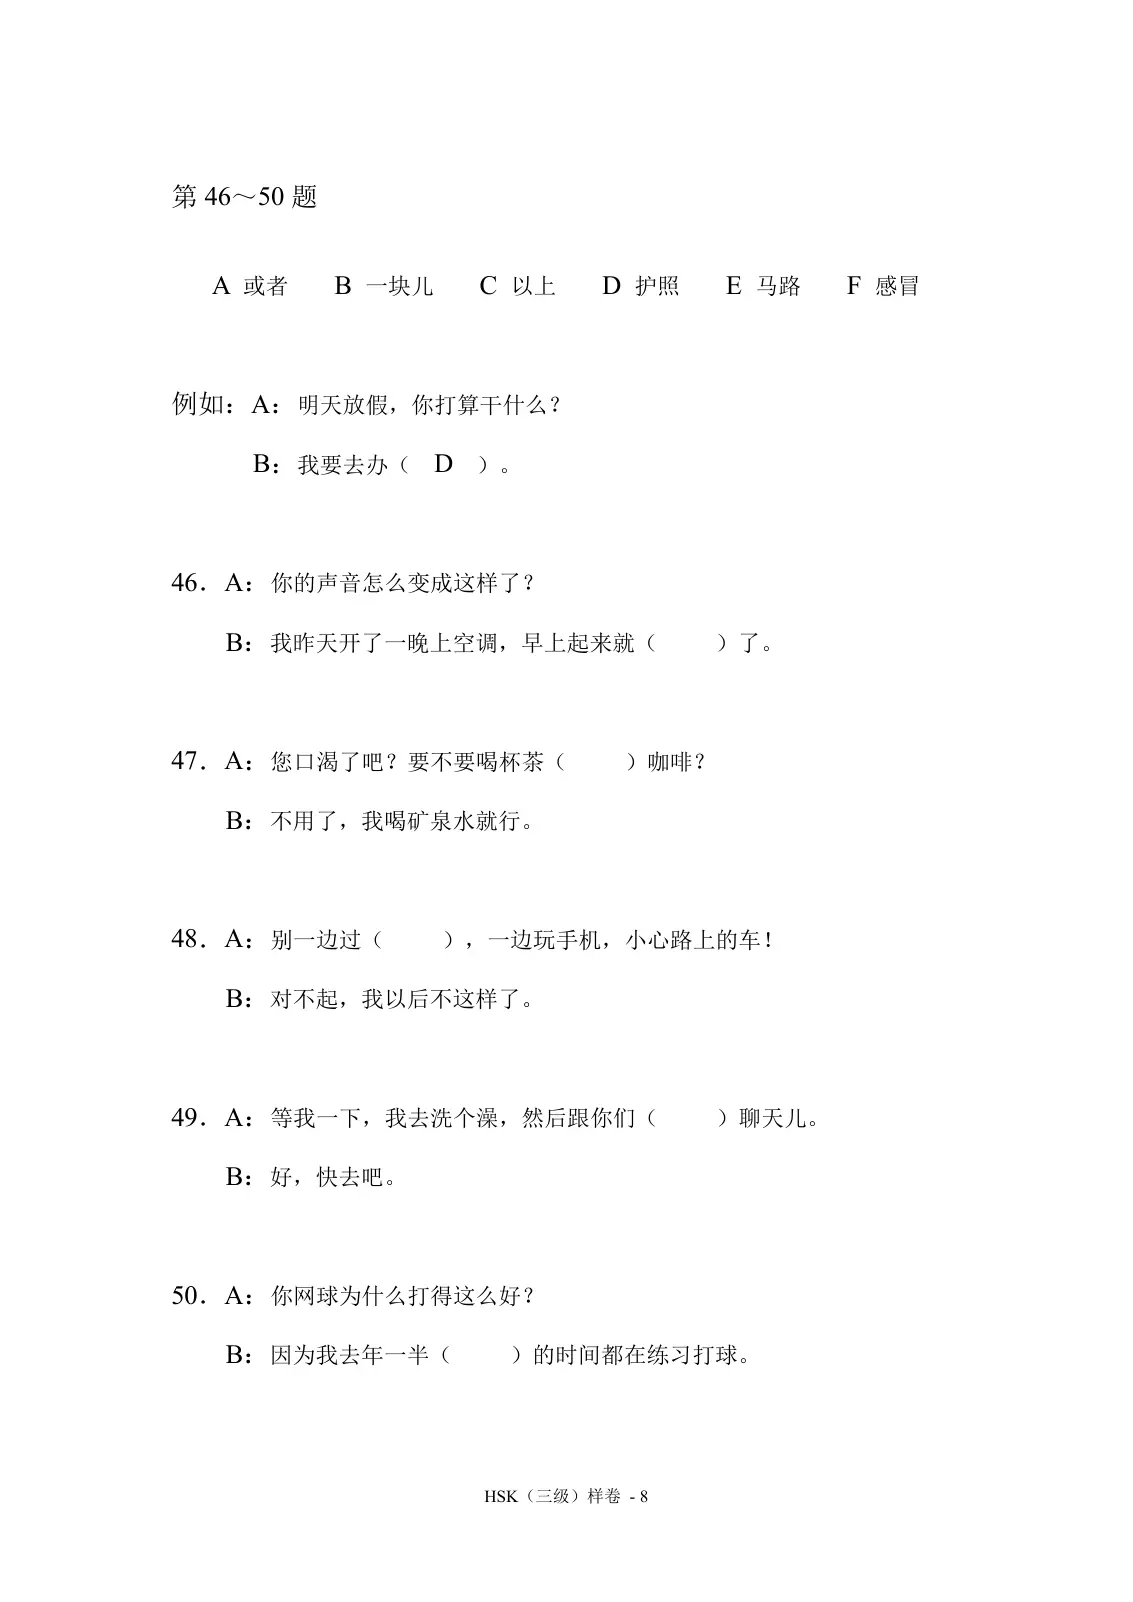 第 46～50 题
A 或者 B 一块儿 C 以上 D 护照 E 马路 F 感冒
例如：A：明天放假，你打算干什么？
B：我要去办（ D ）。
46．A：你的声音怎么变成这样了？
B：我昨天开了一晚上空调，早上起来就（ ）了。
47．A：您口渴了吧？要不要喝杯茶（ ）咖啡？
B：不用了，我喝矿泉水就行。
48．A：别一边过（ ），一边玩手机，小心路上的车！
B：对不起，我以后不这样了。
49．A：等我一下，我去洗个澡，然后跟你们（ ）聊天儿。
B：好，快去吧。
50．A：你网球为什么打得这么好？
B：因为我去年一半（ ）的时间都在练习打球。
HSK（三级）样卷 - 8